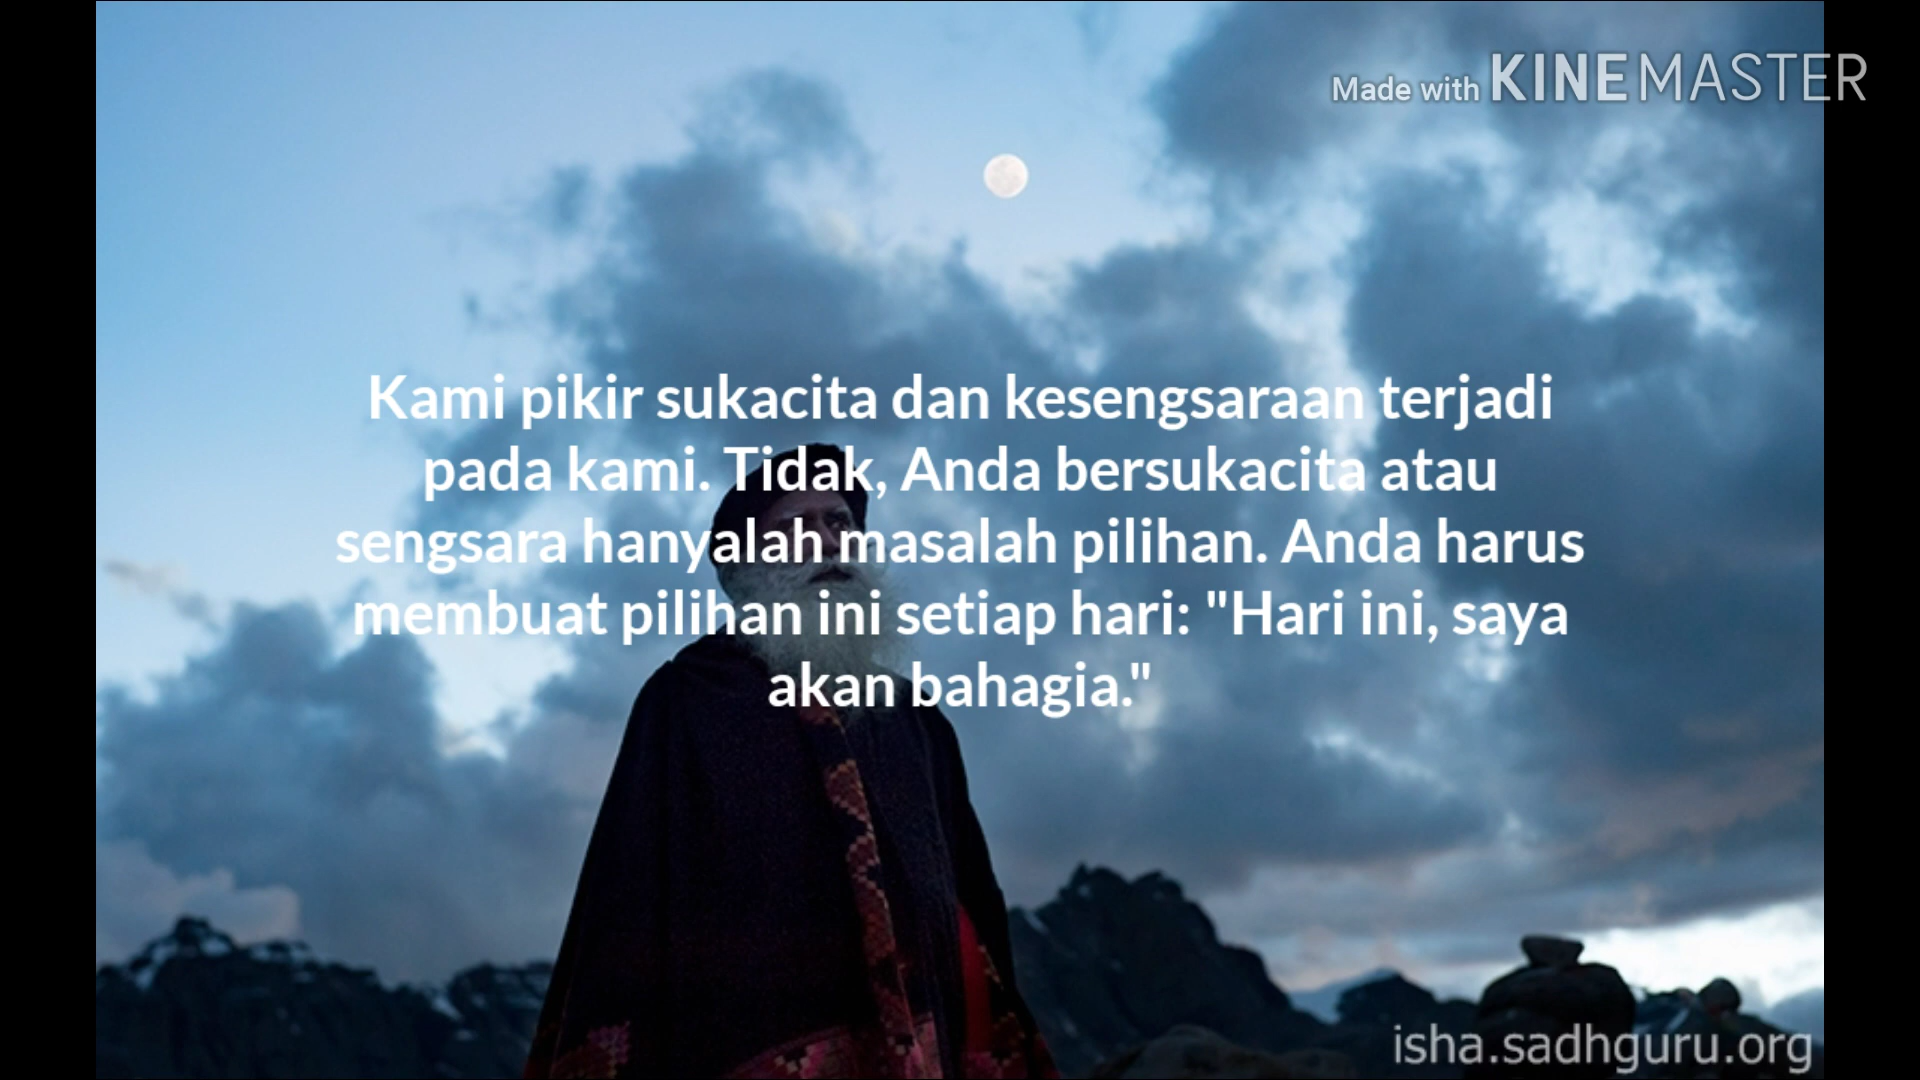 Made with KINEMASTER
Kami pikir sukacita dan kesengsaraan terjadi
pada kami. Tidak, Anda bersukacita atau
sengsara hanyalah masalah pilihan. Anda harus
membuat pilihan ini setiap hari: "Hari ini, saya
akan bahagia."
isha.sadhguru.org